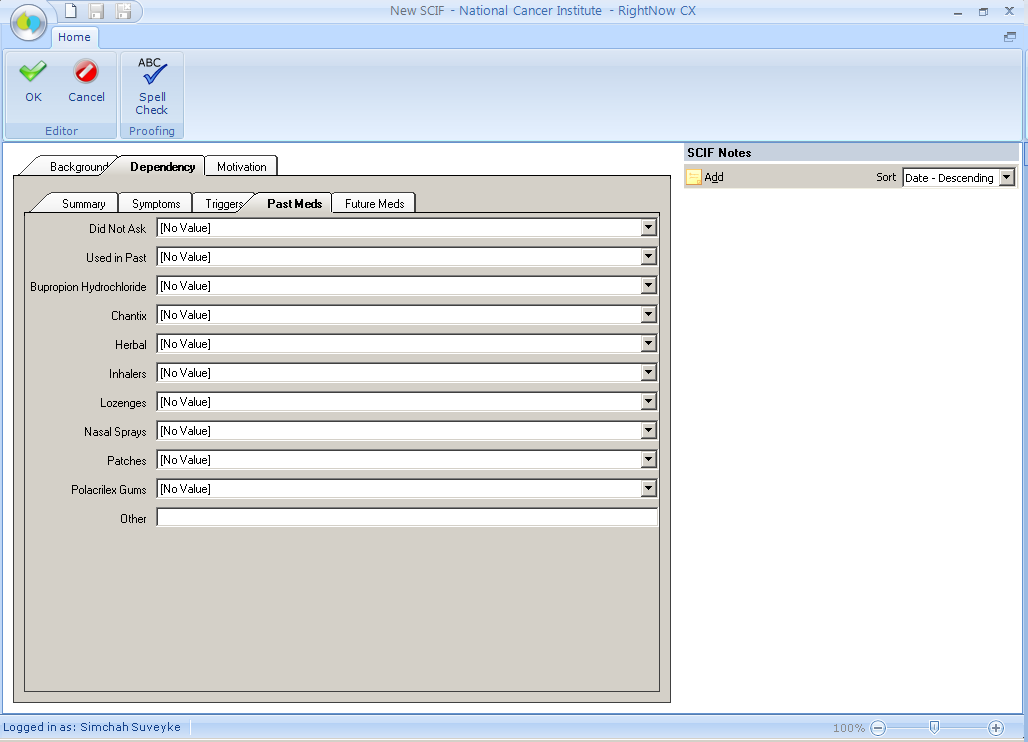 New SCIF - National Cancer Institute - RightNow CX
Home
OK
Cancel
ABC
Spell
Check
Editor
Proofing
Background
Dependency
Motivation
Summary
Symptoms
Triggers
Past Meds
Future Meds
Did Not Ask [No Value]
Used in Past [No Value]
Bupropion Hydrochloride [No Value]
Chantix [No Value]
Herbal [No Value]
Inhalers [No Value]
Lozenges [No Value]
Nasal Sprays [No Value]
Patches [No Value]
Polacrilex Gums [No Value]
Other
SCIF Notes
Add
Sort Date - Descending
Logged in as: Simchah Suveyke
100%